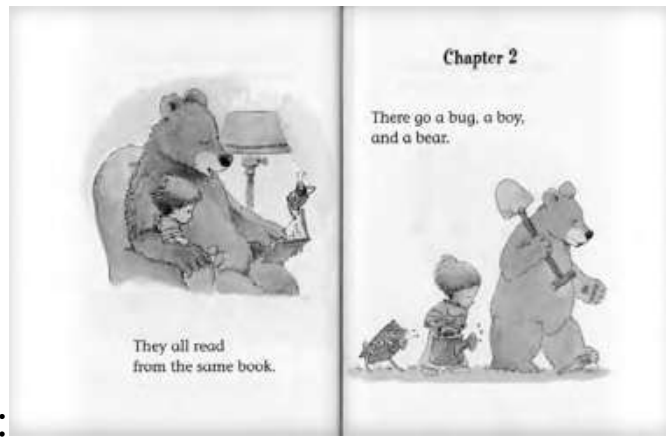 They all read
from the same book.
Chapter 2
There go a bug, a boy,
and a bear.
: